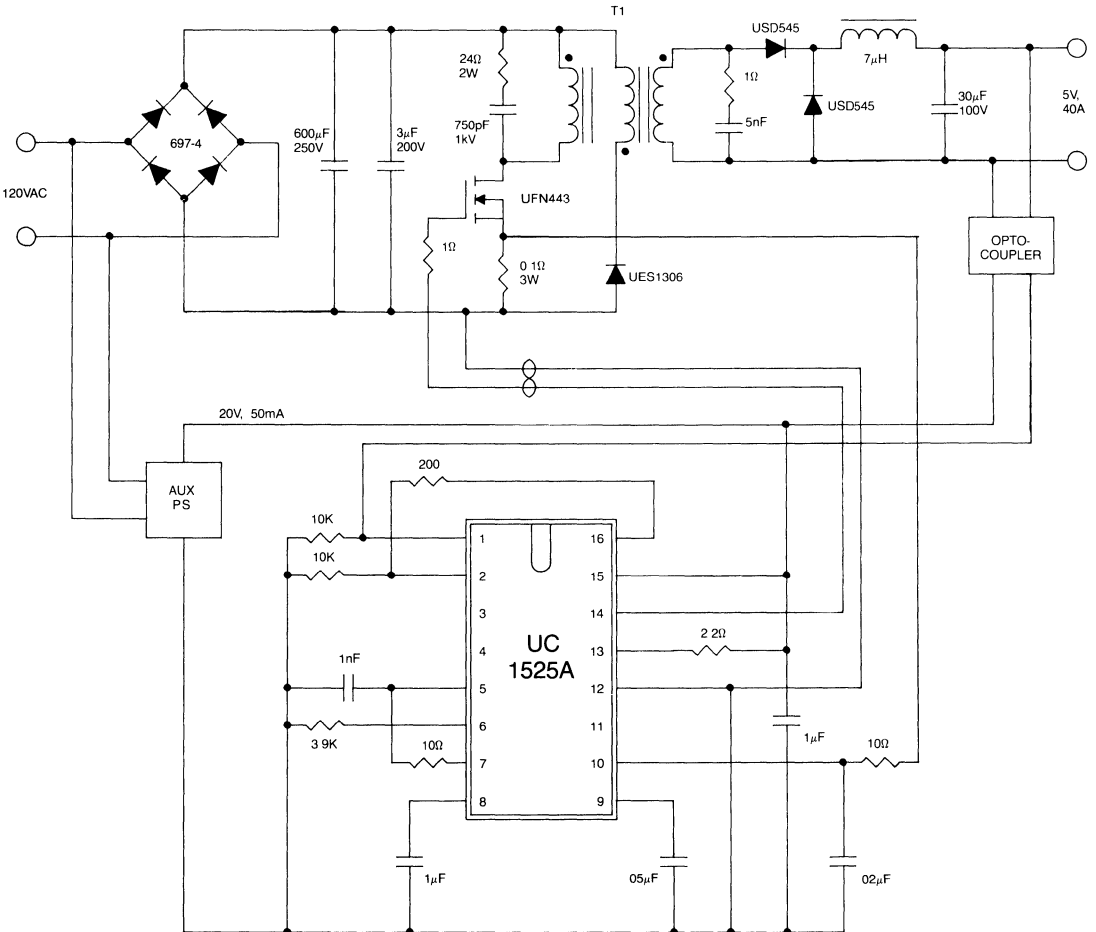 T1
USD545
24Ω
2W
1Ω
7μH
697-4
600μF
250V
3μF
200V
750pF
1kV
5nF
USD545
30μF
100V
5V,
40A
120VAC
UFN443
1Ω
0 1Ω
3W
UES1306
OPTO-
COUPLER
20V, 50mA
AUX
PS
200
10K
10K
1nF
3 9K
10Ω
UC
1525A
1
2
3
4
5
6
7
8
16
15
14
13
12
11
10
9
2 2Ω
1μF
10Ω
1μF
05μF
02μF